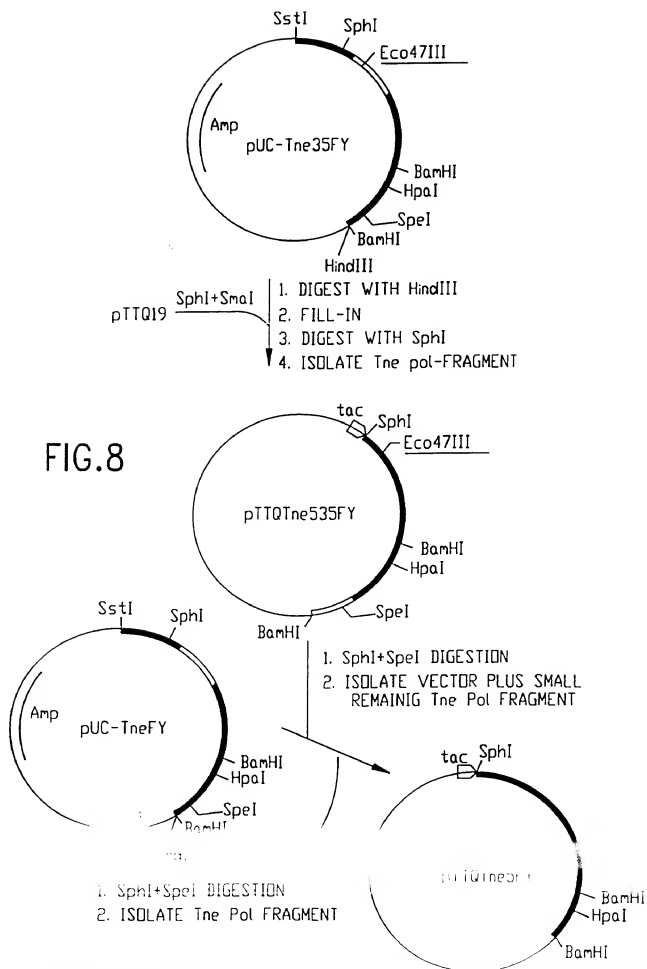 SstI
SphI
Eco47III
Amp
pUC-Tne35FY
BamHI
HpaI
SpeI
BamHI
HindIII
pTTQ19
SphI+SmaI
1. DIGEST WITH HindIII
2. FILL-IN
3. DIGEST WITH SphI
4. ISOLATE Tne pol-FRAGMENT
FIG.8
tac
SphI
Eco47III
pTTQTne535FY
BamHI
HpaI
SpeI
BamHI
1. SphI+SpeI DIGESTION
2. ISOLATE VECTOR PLUS SMALL
REMAINIG Tne Pol FRAGMENT
SstI
SphI
Amp
pUC-TneFY
BamHI
HpaI
SpeI
BamHI
1. SphI+SpeI DIGESTION
2. ISOLATE Tne Pol FRAGMENT
tac
SphI
BamHI
HpaI
BamHI